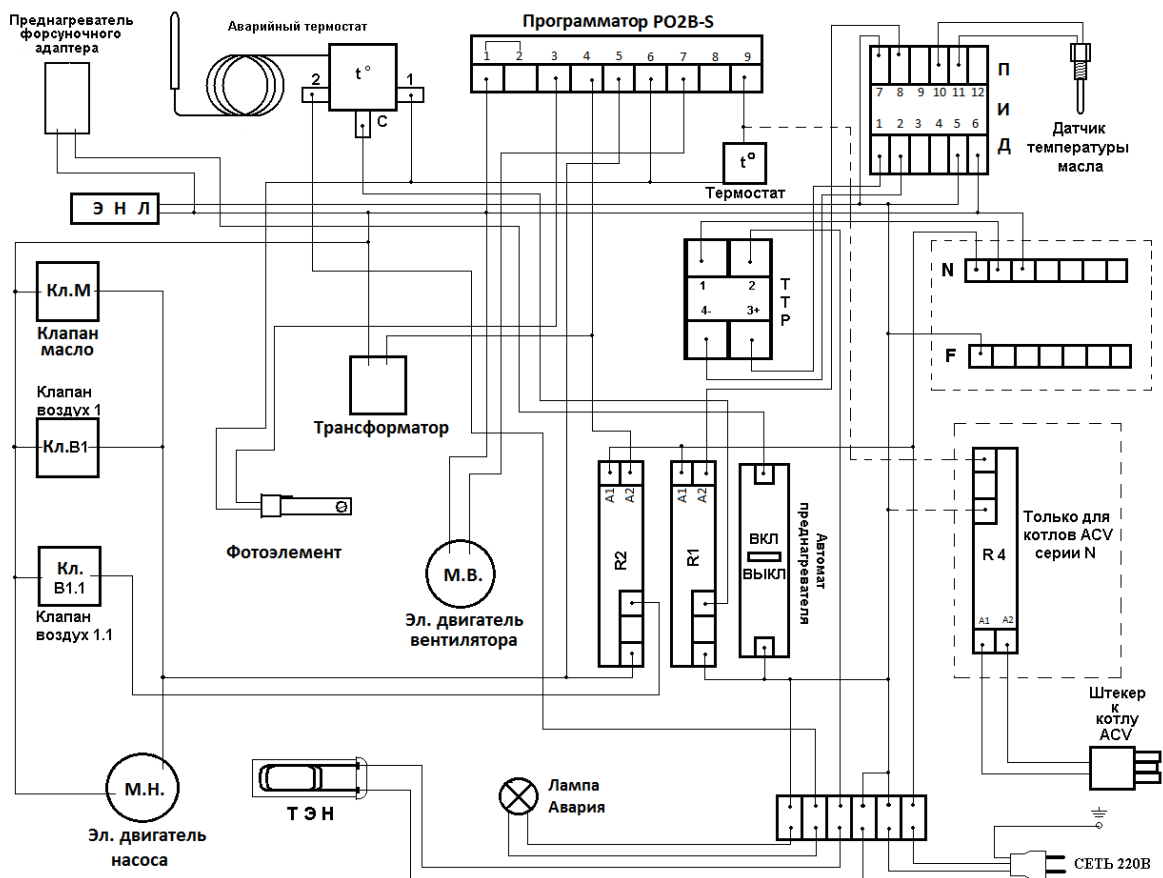 Преднагреватель
форсуночного
адаптера
Аварийный термостат
t°
2
1
C
Программатор PO2B-S
1 2 3 4 5 6 7 8 9
t°
Термостат
7 8 9 10 11 12
1 2 3 4 5 6
П
И
Д
Датчик
температуры
масла
Э Н Л
Кл.М
Клапан
масло
Клапан
воздух 1
Кл.В1
Кл.
В1.1
Клапан
воздух 1.1
Трансформатор
Фотоэлемент
М.В.
Эл. двигатель
вентилятора
1 2
4- 3+
Т
Т
Р
N
F
A1 A2
R2
A1 A2
R1
ВКЛ
ВЫКЛ
Автомат
преднагревателя
R 4
A1 A2
Только для
котлов ACV
серии N
Штекер
к
котлу
ACV
М.Н.
Эл. двигатель
насоса
Т Э Н
Лампа
Авария
СЕТЬ 220В